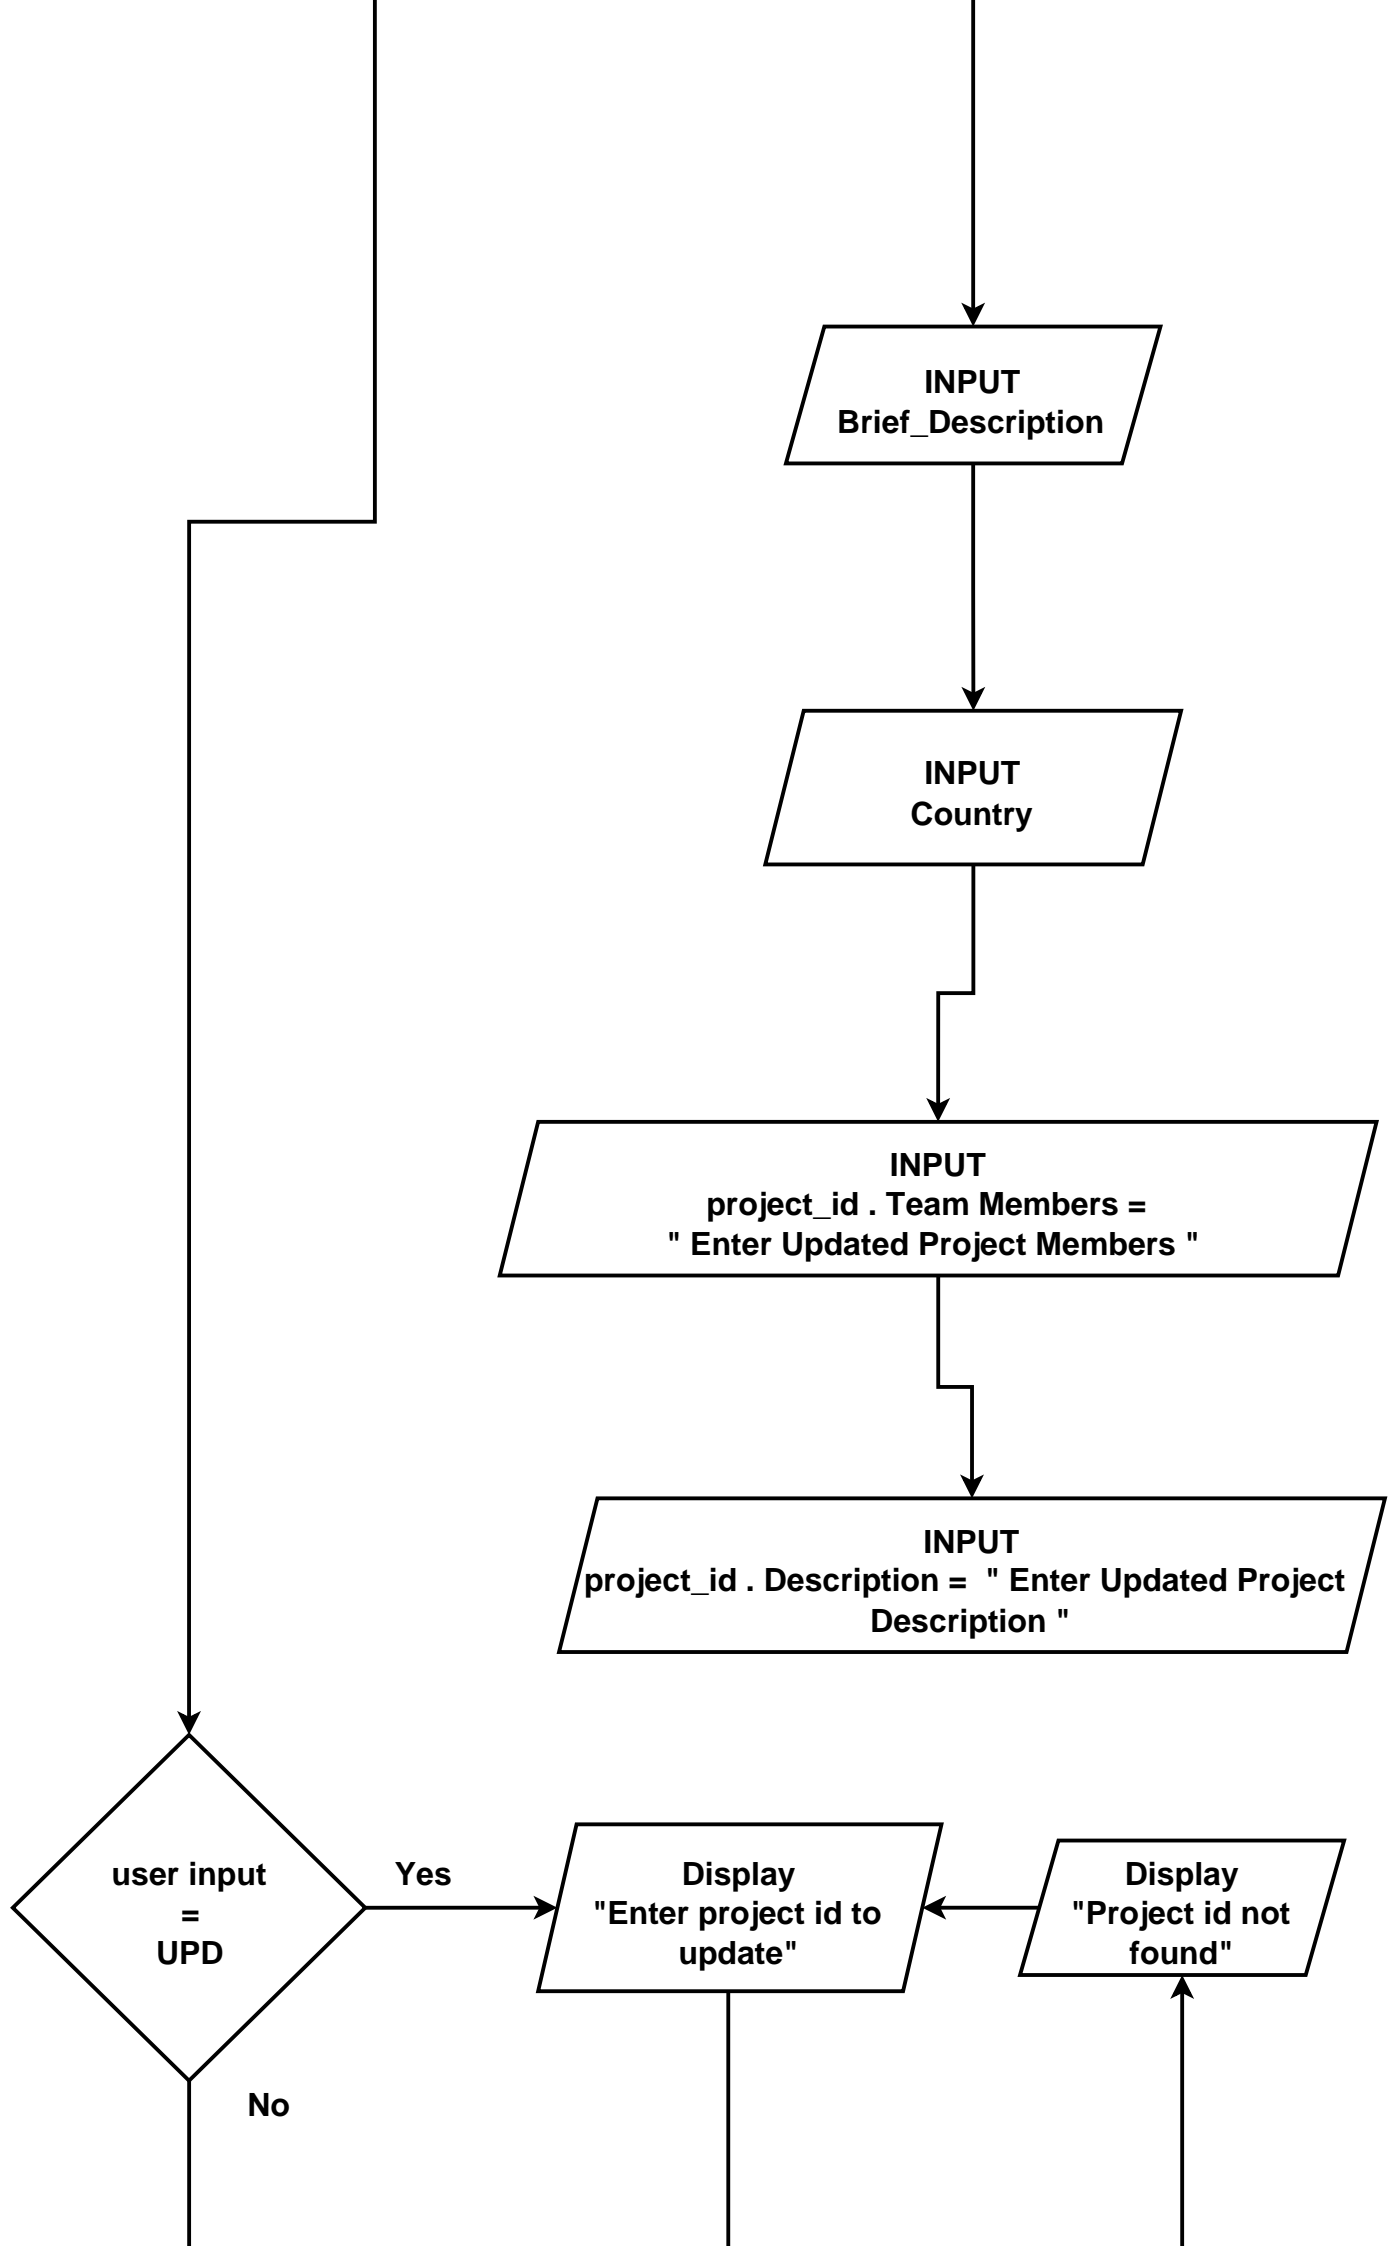 INPUT
Brief_Description
INPUT
Country
INPUT
project_id . Team Members =
" Enter Updated Project Members "
INPUT
project_id . Description =  " Enter Updated Project
Description "
user input
=
UPD
Yes
Display
"Enter project id to
update"
Display
"Project id not
found"
No